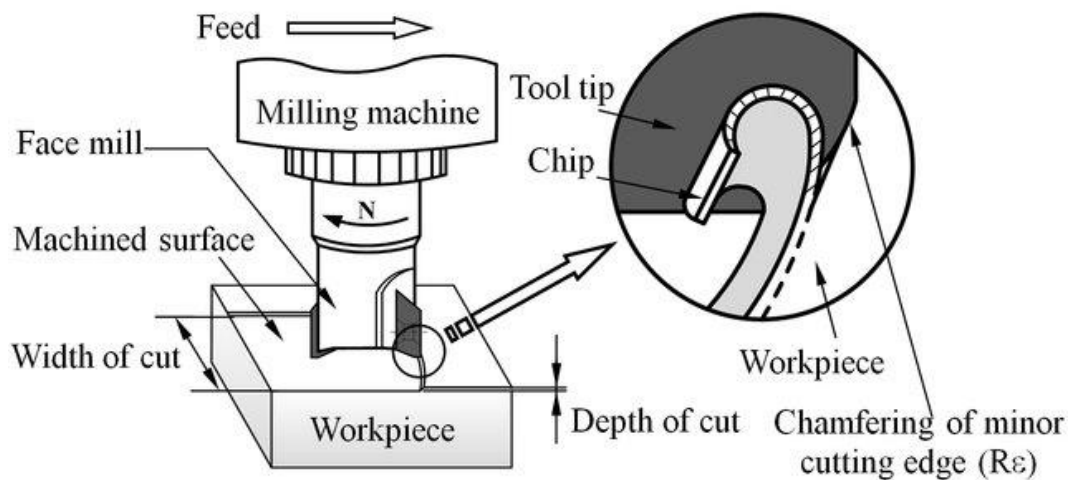 Feed
Milling machine
Face mill
N
Machined surface
Width of cut
Workpiece
Depth of cut
Tool tip
Chip
Workpiece
Chamfering of minor
cutting edge (Rε)